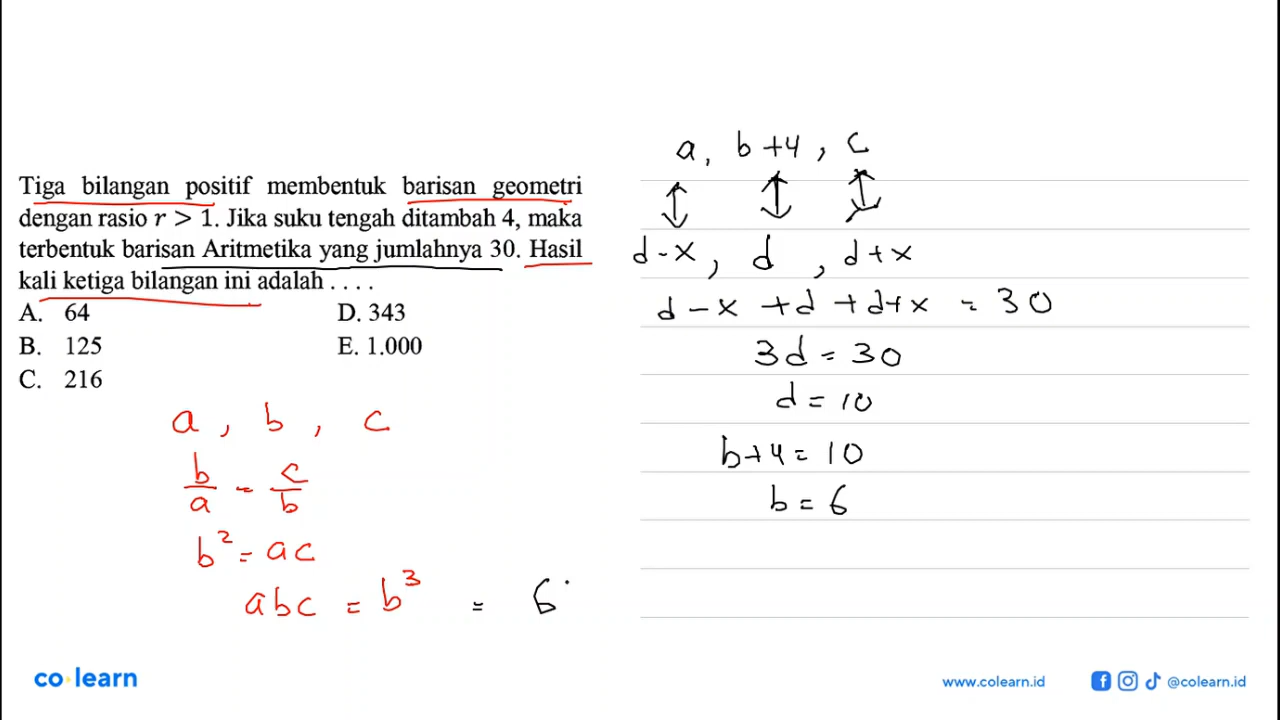 Tiga bilangan positif membentuk barisan geometri
dengan rasio r > 1. Jika suku tengah ditambah 4, maka
terbentuk barisan Aritmetika yang jumlahnya 30. Hasil
kali ketiga bilangan ini adalah . . . .
A. 64
B. 125
C. 216
D. 343
E. 1.000
a , b , c
b/a = c/b
b² = ac
abc = b³ = 6
a, b + 4 , c
d - x , d , d + x
d - x + d + d + x = 30
3d = 30
d = 10
b + 4 = 10
b = 6
co learn
www.colearn.id
@colearn.id